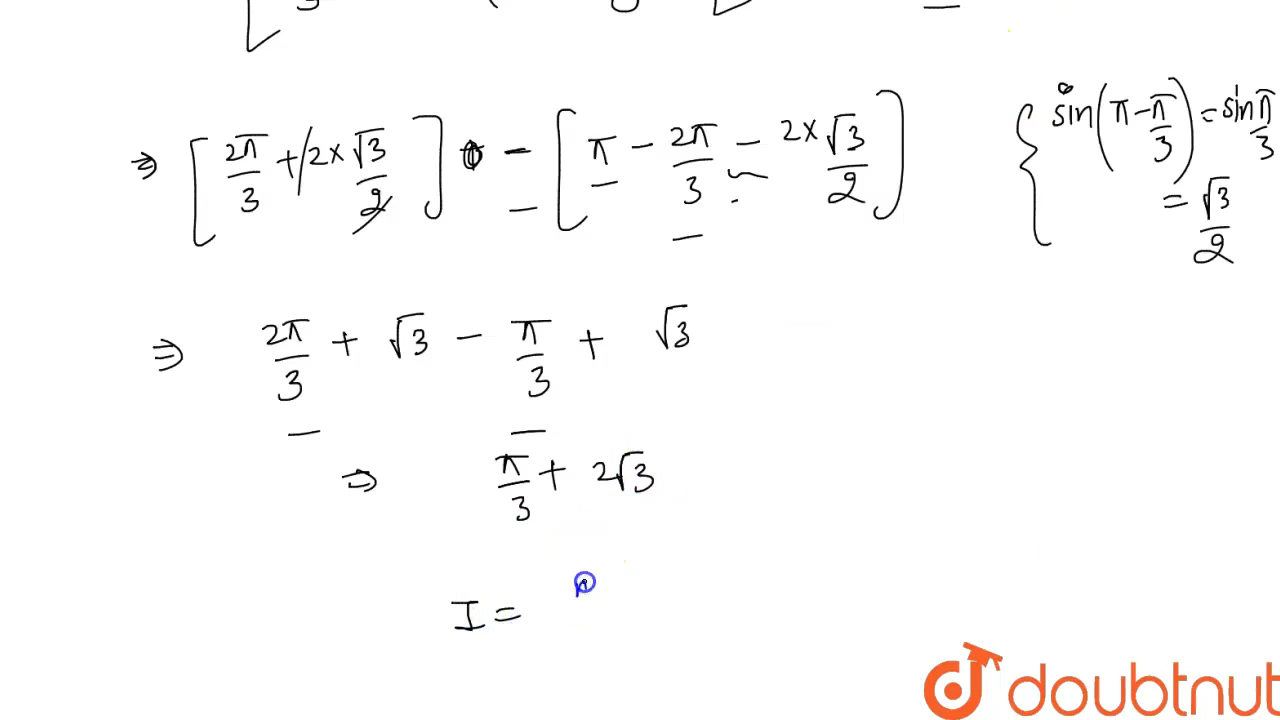 ⇒ [2π/3 + 2 × √3/2] - [π - 2π/3 - 2 × √3/2]
{ sin(π - π/3) = sin π/3
= √3/2
⇒ 2π/3 + √3 - π/3 + √3
⇒ π/3 + 2√3
I =
doubtnut